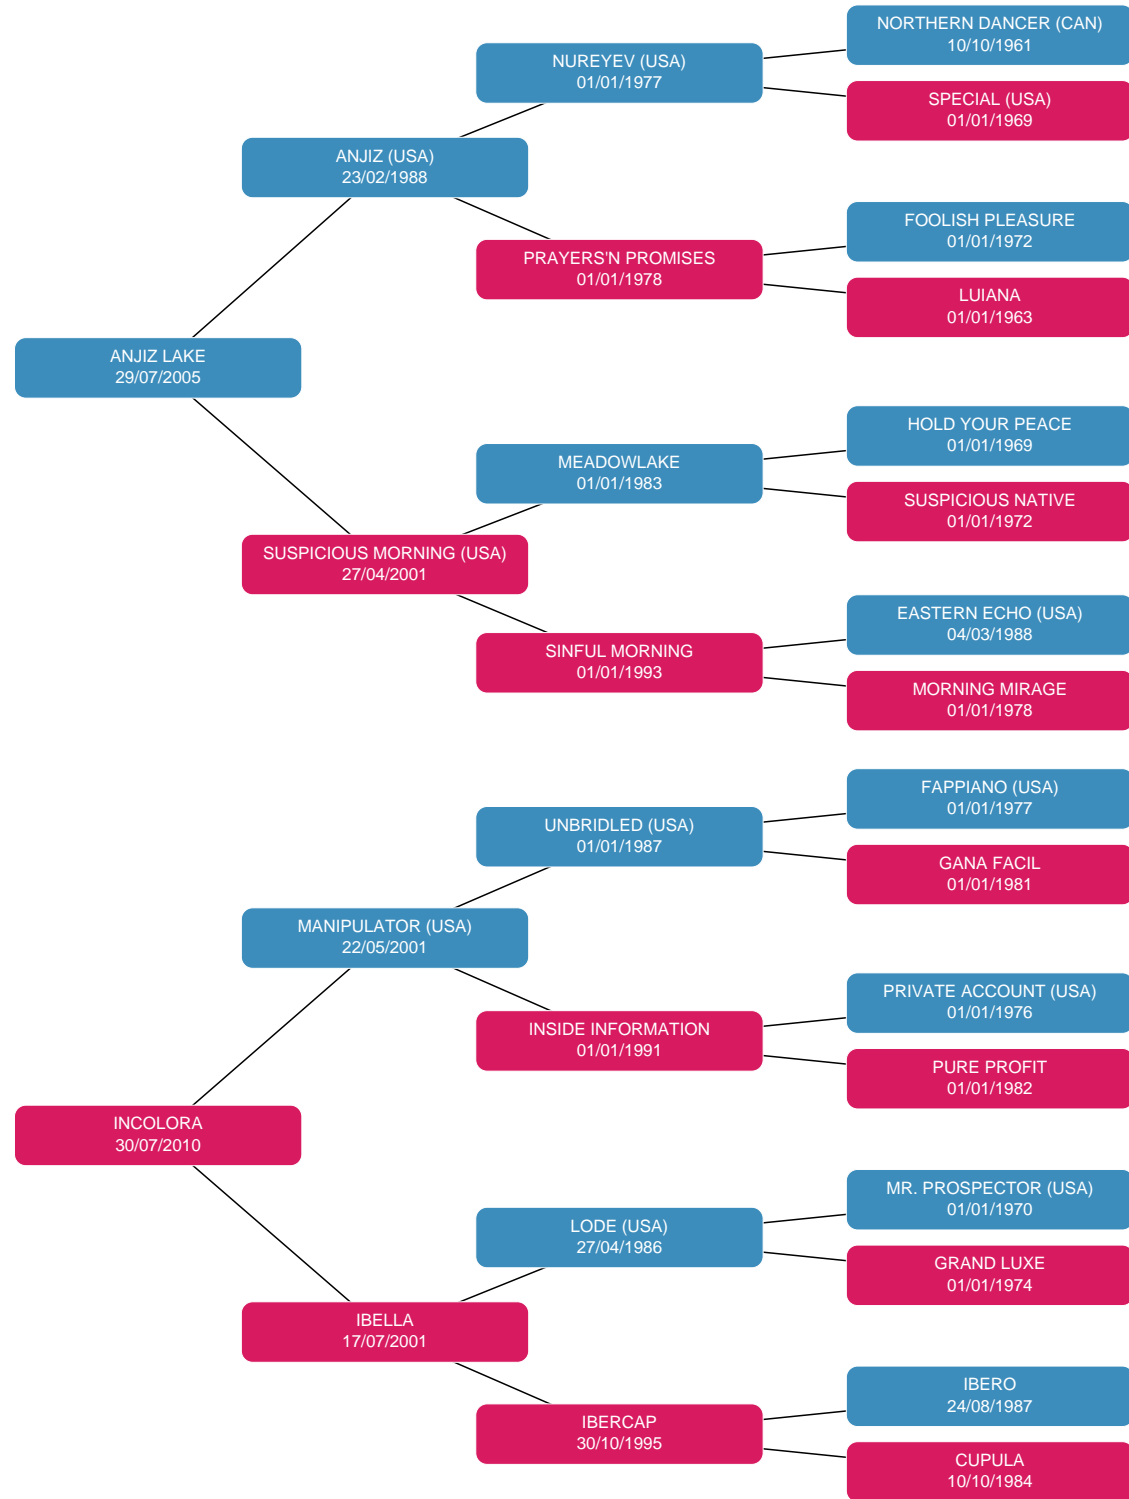 NORTHERN DANCER (CAN)
10/10/1961
NUREYEV (USA)
01/01/1977
SPECIAL (USA)
01/01/1969
ANJIZ (USA)
23/02/1988
FOOLISH PLEASURE
01/01/1972
PRAYERS'N PROMISES
01/01/1978
LUIANA
01/01/1963
ANJIZ LAKE
29/07/2005
HOLD YOUR PEACE
01/01/1969
MEADOWLAKE
01/01/1983
SUSPICIOUS NATIVE
01/01/1972
SUSPICIOUS MORNING (USA)
27/04/2001
EASTERN ECHO (USA)
04/03/1988
SINFUL MORNING
01/01/1993
MORNING MIRAGE
01/01/1978
FAPPIANO (USA)
01/01/1977
UNBRIDLED (USA)
01/01/1987
GANA FACIL
01/01/1981
MANIPULATOR (USA)
22/05/2001
PRIVATE ACCOUNT (USA)
01/01/1976
INSIDE INFORMATION
01/01/1991
PURE PROFIT
01/01/1982
INCOLORA
30/07/2010
MR. PROSPECTOR (USA)
01/01/1970
LODE (USA)
27/04/1986
GRAND LUXE
01/01/1974
IBELLA
17/07/2001
IBERO
24/08/1987
IBERCAP
30/10/1995
CUPULA
10/10/1984